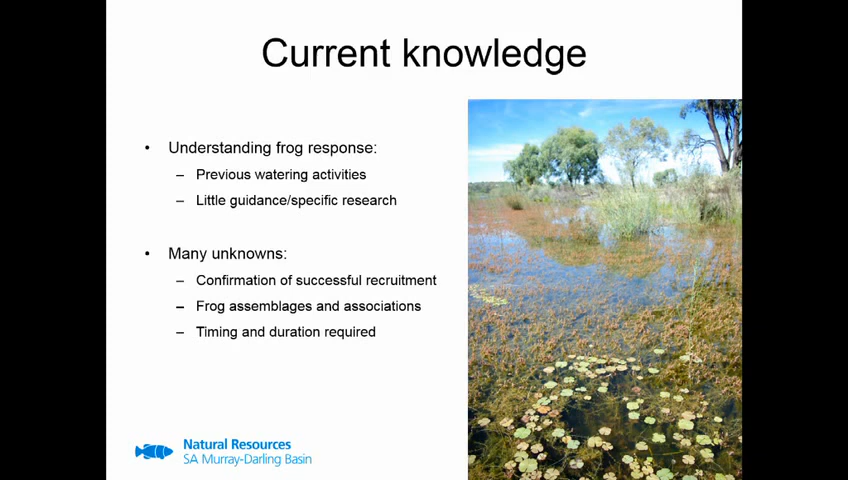 Current knowledge
• Understanding frog response:
– Previous watering activities
– Little guidance/specific research
• Many unknowns:
– Confirmation of successful recruitment
– Frog assemblages and associations
– Timing and duration required
Natural Resources
SA Murray-Darling Basin